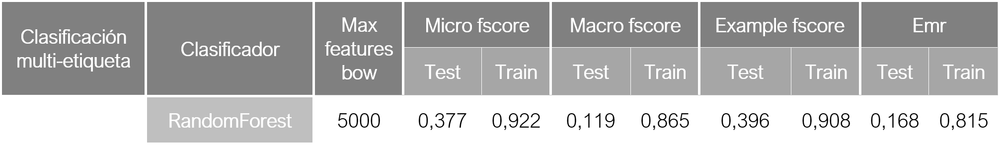 Clasificación
multi-etiqueta
Clasificador
Max
features
bow
Micro fscore
Macro fscore
Example fscore
Emr
Test
Train
Test
Train
Test
Train
Test
Train
RandomForest
5000
0,377
0,922
0,119
0,865
0,396
0,908
0,168
0,815